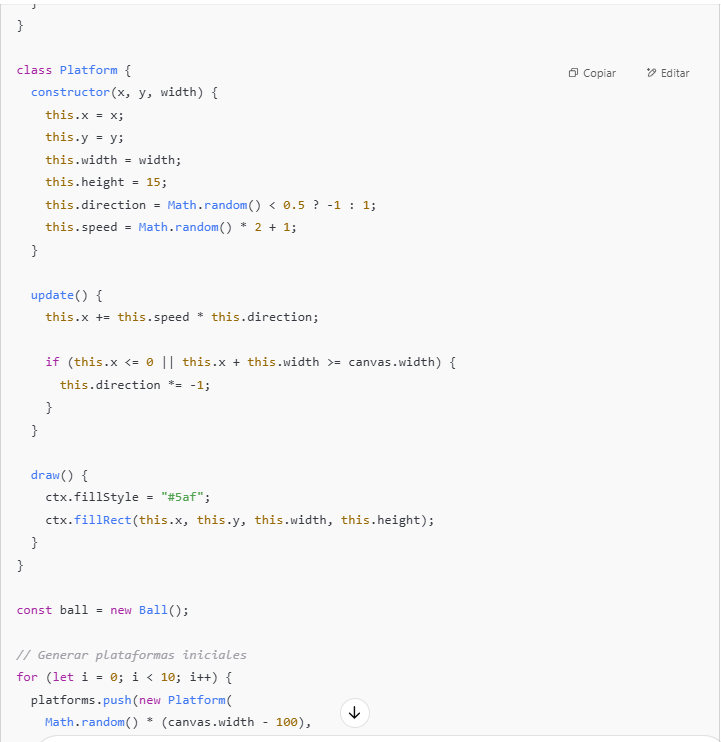 }
}
class Platform {
Copiar
Editar
constructor(x, y, width) {
this.x = x;
this.y = y;
this.width = width;
this.height = 15;
this.direction = Math.random() < 0.5 ? -1 : 1;
this.speed = Math.random() * 2 + 1;
}
update() {
this.x += this.speed * this.direction;
if (this.x <= 0 || this.x + this.width >= canvas.width) {
this.direction *= -1;
}
}
draw() {
ctx.fillStyle = "#5af";
ctx.fillRect(this.x, this.y, this.width, this.height);
}
}
const ball = new Ball();
// Generar plataformas iniciales
for (let i = 0; i < 10; i++) {
platforms.push(new Platform(
Math.random() * (canvas.width - 100),